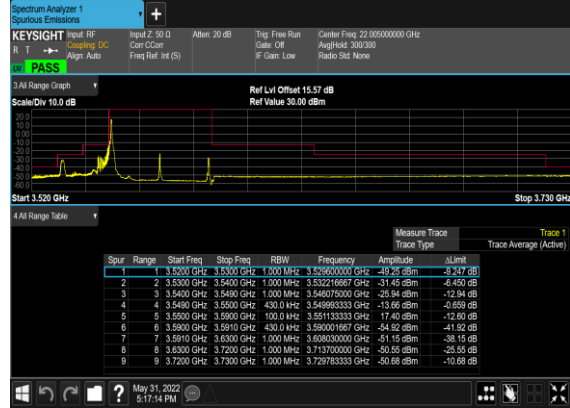 Spectrum Analyzer 1
Spurious Emissions
+
KEYSIGHT Input: RF Input Z: 50 Ω Atten: 20 dB Trig: Free Run Center Freq: 22.005000000 GHz
R T Coupling: DC Corr CCorr Gate: Off Avg|Hold: 300/300
Align: Auto Freq Ref: Int (S) IF Gain: Low Radio Std: None
PASS
3 All Range Graph
Ref Lvl Offset 15.57 dB
Scale/Div 10.0 dB Ref Value 30.00 dBm
20.0
10.0
0.00
-10.0
-20.0
-30.0
-40.0
-50.0
-60.0
Start 3.520 GHz Stop 3.730 GHz
4 All Range Table
Measure Trace Trace 1
Trace Type Trace Average (Active)
Spur Range Start Freq Stop Freq RBW Frequency Amplitude ΔLimit
1 1 3.5200 GHz 3.5300 GHz 1.000 MHz 3.529600000 GHz -49.25 dBm -9.247 dB
2 2 3.5300 GHz 3.5400 GHz 1.000 MHz 3.532216667 GHz -31.45 dBm -6.450 dB
3 3 3.5400 GHz 3.5490 GHz 1.000 MHz 3.546075000 GHz -25.94 dBm -12.94 dB
4 4 3.5490 GHz 3.5500 GHz 430.0 kHz 3.549993333 GHz -13.66 dBm -0.659 dB
5 5 3.5500 GHz 3.5900 GHz 100.0 kHz 3.551133333 GHz 17.40 dBm -12.60 dB
6 6 3.5900 GHz 3.5910 GHz 430.0 kHz 3.590001667 GHz -54.92 dBm -41.92 dB
7 7 3.5910 GHz 3.6300 GHz 1.000 MHz 3.608030000 GHz -51.15 dBm -38.15 dB
8 8 3.6300 GHz 3.7200 GHz 1.000 MHz 3.713700000 GHz -50.55 dBm -25.55 dB
9 9 3.7200 GHz 3.7300 GHz 1.000 MHz 3.729783333 GHz -50.68 dBm -10.68 dB
? May 31, 2022
5:17:14 PM